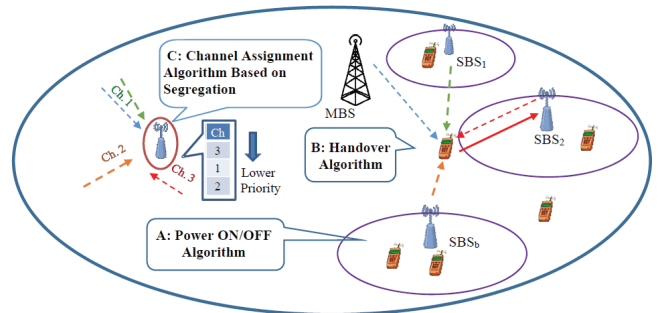 C: Channel Assignment
Algorithm Based on
Segregation
Ch. 1
Ch. 2
Ch. 3
Ch
3
1
2
Lower
Priority
MBS
SBS1
SBS2
B: Handover
Algorithm
A: Power ON/OFF
Algorithm
SBSb